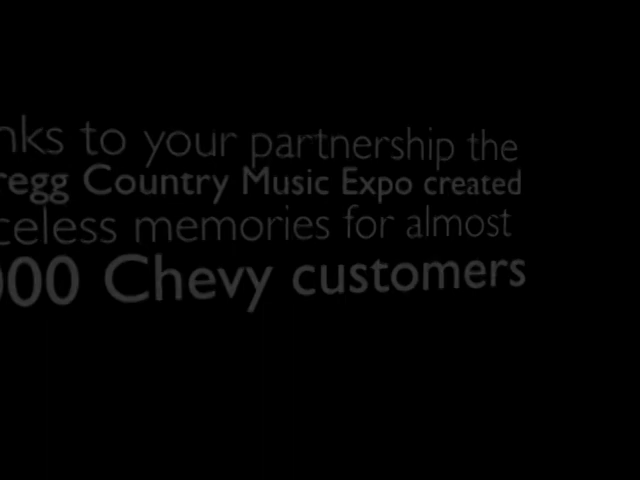 nks to your partnership the
regg Country Music Expo created
celess memories for almost
000 Chevy customers